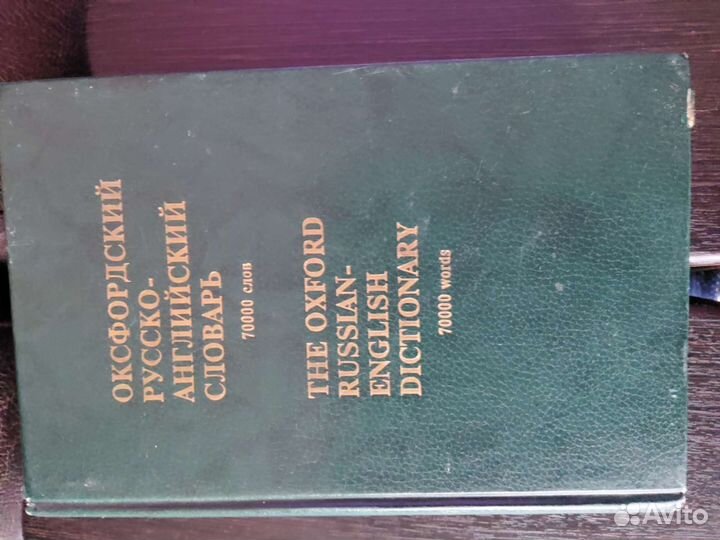 ОКСФОРДСКИЙ
РУССКО-
АНГЛИЙСКИЙ
СЛОВАРЬ
70000 слов
THE OXFORD
RUSSIAN-
ENGLISH
DICTIONARY
70000 words
Avito